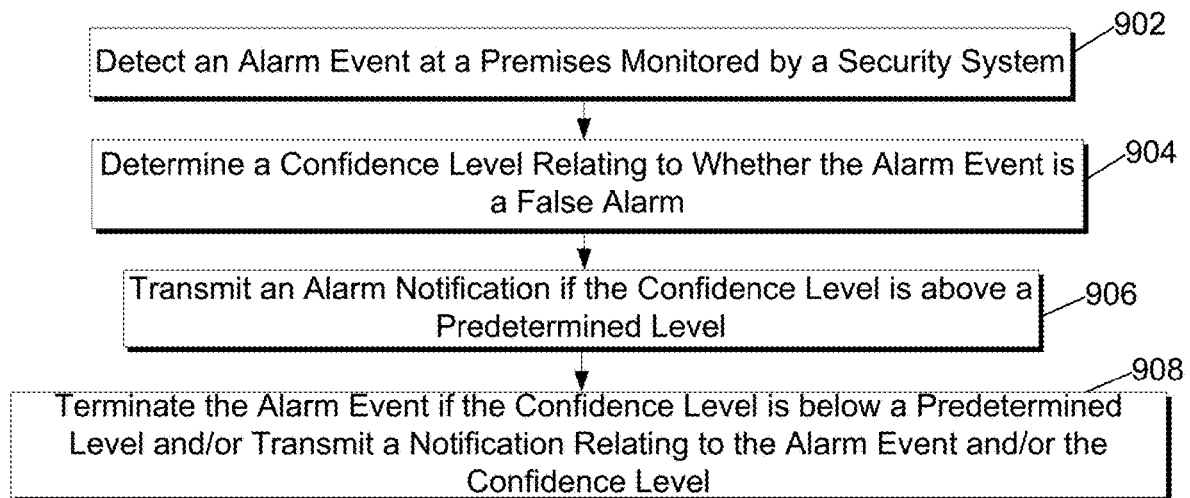 902
Detect an Alarm Event at a Premises Monitored by a Security System
904
Determine a Confidence Level Relating to Whether the Alarm Event is
a False Alarm
906
Transmit an Alarm Notification if the Confidence Level is above a
Predetermined Level
908
Terminate the Alarm Event if the Confidence Level is below a Predetermined
Level and/or Transmit a Notification Relating to the Alarm Event and/or the
Confidence Level